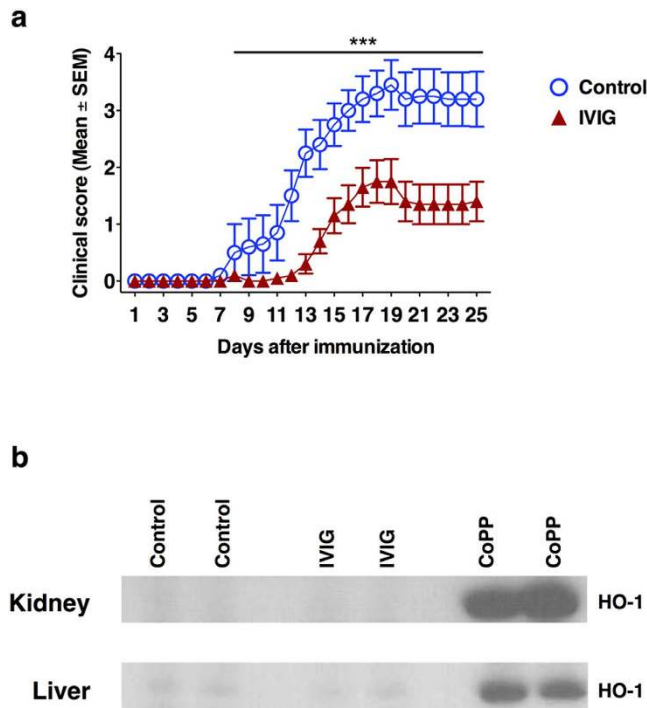 a
***
Clinical score (Mean ± SEM)
4
3
2
1
0
Control
IVIG
1 3 5 7 9 11 13 15 17 19 21 23 25
Days after immunization
b
Control Control IVIG IVIG CoPP CoPP
Kidney HO-1
Liver HO-1